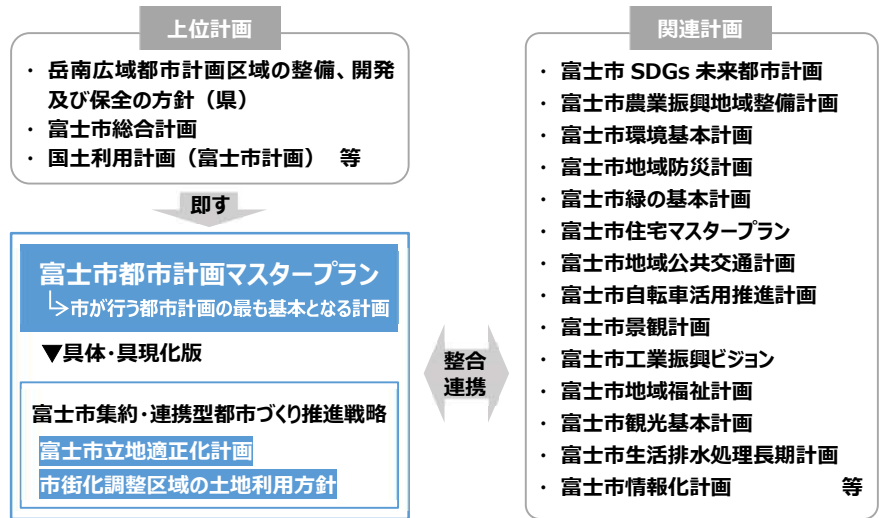 上位計画
・ 岳南広域都市計画区域の整備、開発
及び保全の方針（県）
・ 富士市総合計画
・ 国土利用計画（富士市計画） 等
即す
富士市都市計画マスタープラン
市が行う都市計画の最も基本となる計画
▼具体・具現化版
富士市集約・連携型都市づくり推進戦略
富士市立地適正化計画
市街化調整区域の土地利用方針
整合
連携
関連計画
・ 富士市 SDGs 未来都市計画
・ 富士市農業振興地域整備計画
・ 富士市環境基本計画
・ 富士市地域防災計画
・ 富士市緑の基本計画
・ 富士市住宅マスタープラン
・ 富士市地域公共交通計画
・ 富士市自転車活用推進計画
・ 富士市景観計画
・ 富士市工業振興ビジョン
・ 富士市地域福祉計画
・ 富士市観光基本計画
・ 富士市生活排水処理長期計画
・ 富士市情報化計画 等